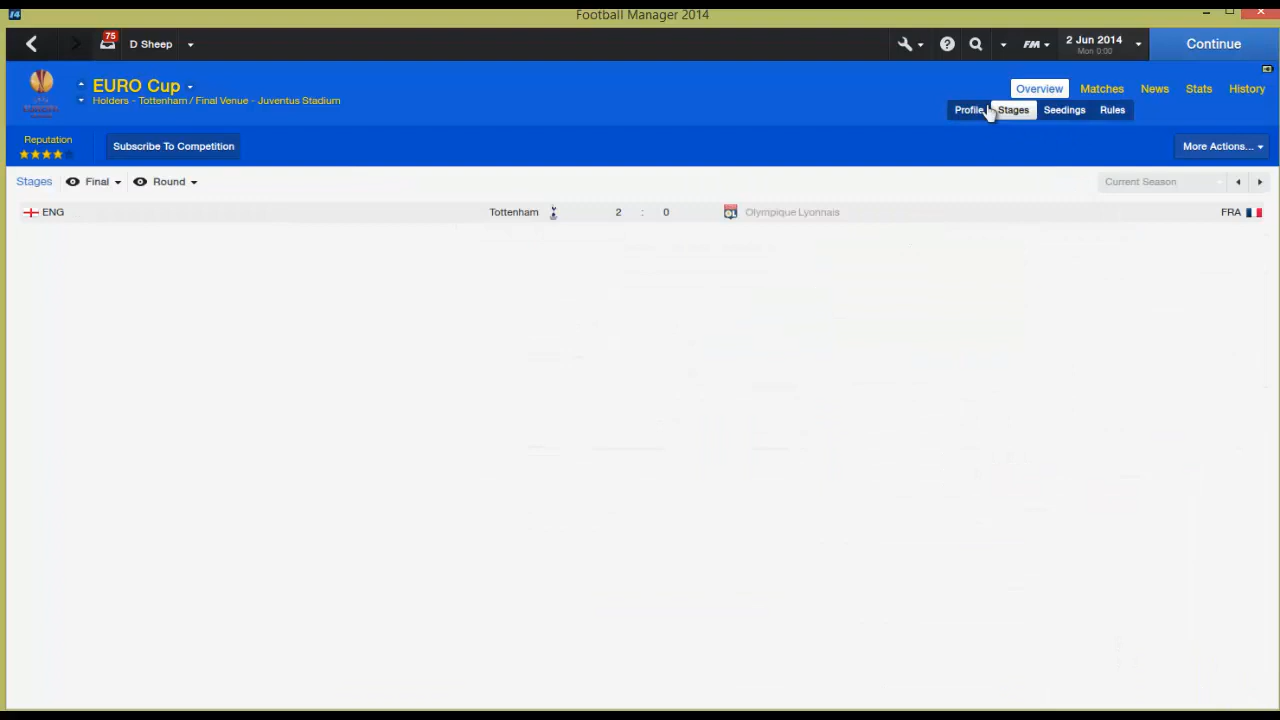 14 Football Manager 2014
75 D Sheep FM 2 Jun 2014 Continue
Mon 0:00
EURO Cup
Holders - Tottenham / Final Venue - Juventus Stadium
Overview Matches News Stats History
Profile Stages Seedings Rules
Reputation
Subscribe To Competition More Actions...
Stages Final Round Current Season
ENG Tottenham 2 : 0 OL Olympique Lyonnais FRA